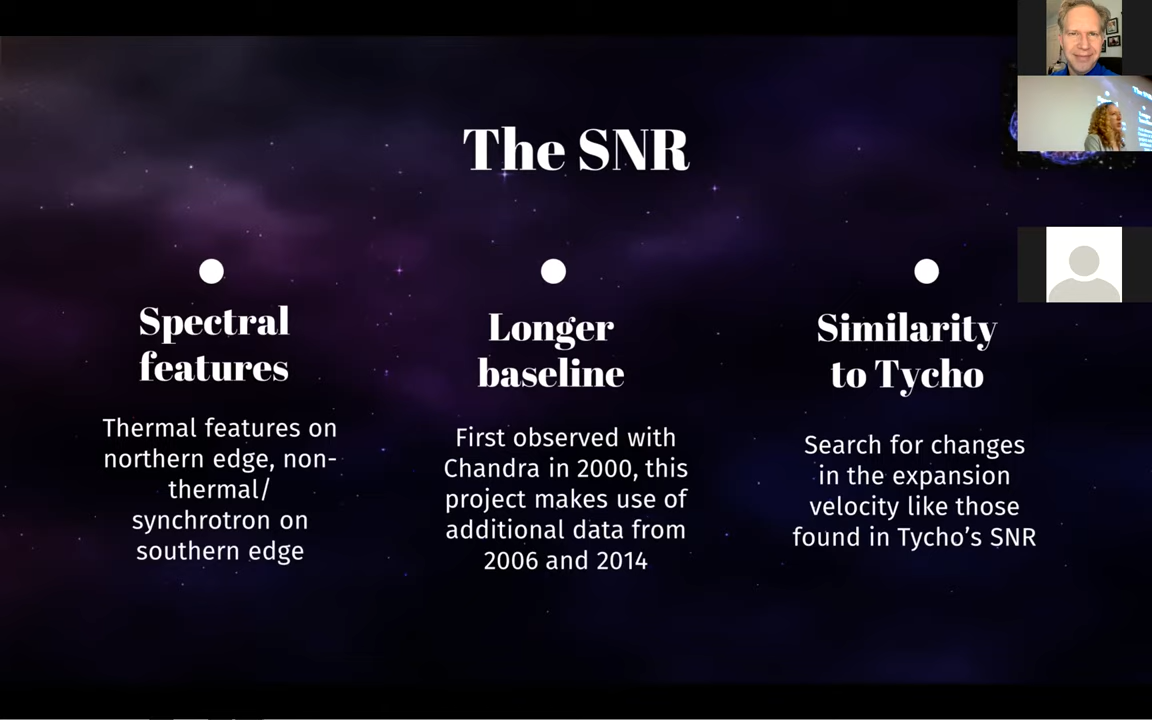 The SNR
Spectral
features
Thermal features on
northern edge, non-
thermal/
synchrotron on
southern edge
Longer
baseline
First observed with
Chandra in 2000, this
project makes use of
additional data from
2006 and 2014
Similarity
to Tycho
Search for changes
in the expansion
velocity like those
found in Tycho’s SNR